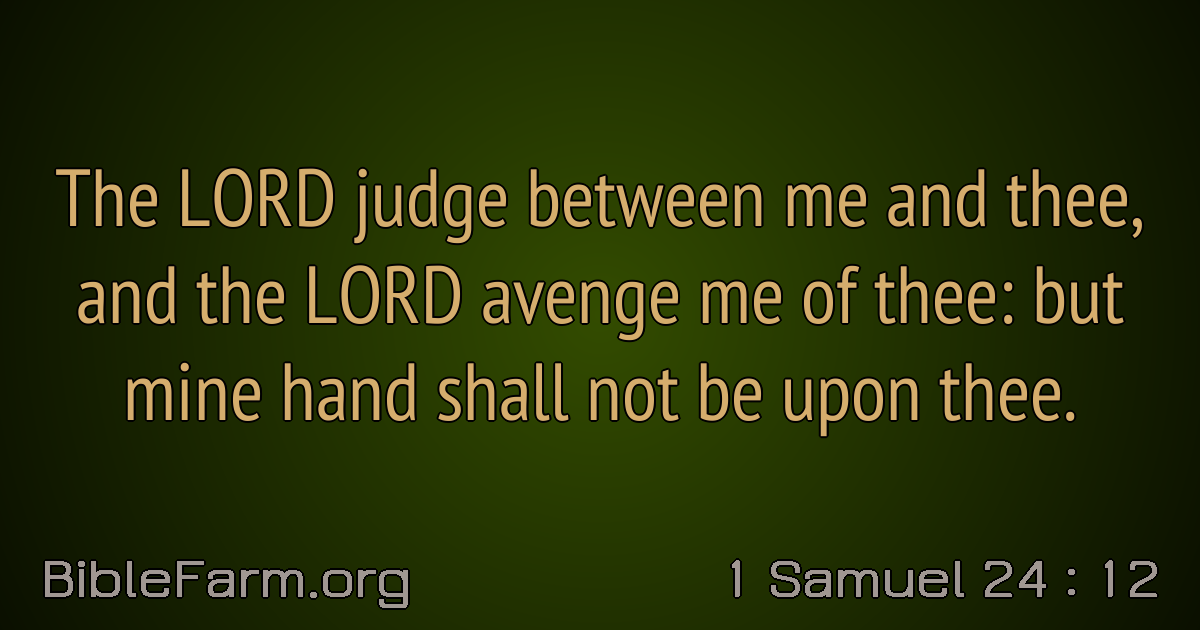 The LORD judge between me and thee,
and the LORD avenge me of thee: but
mine hand shall not be upon thee.
BibleFarm.org
1 Samuel 24 : 12